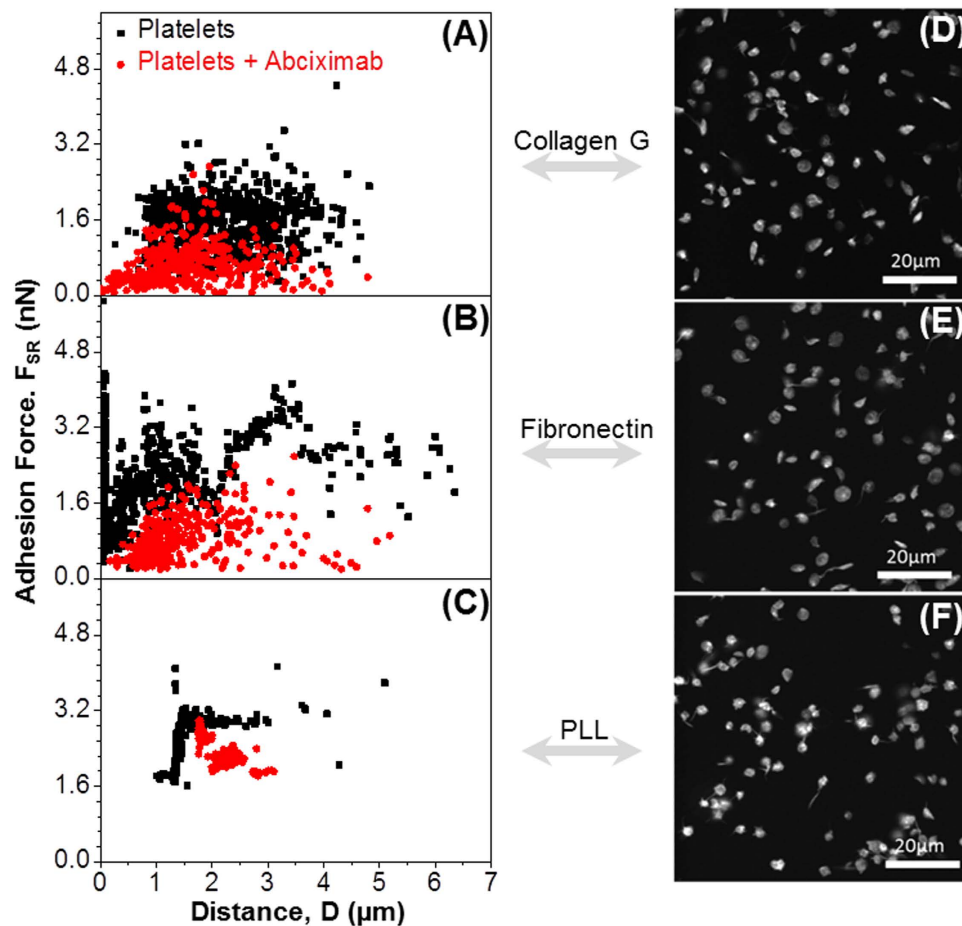 Platelets
Platelets + Abciximab
(A)
(D)
4.8
3.2
1.6
0.0
Collagen G
20µm
(B)
(E)
4.8
3.2
1.6
0.0
Fibronectin
20µm
(C)
(F)
4.8
3.2
1.6
0.0
PLL
20µm
Adhesion Force. F_SR (nN)
0 1 2 3 4 5 6 7
Distance, D (µm)